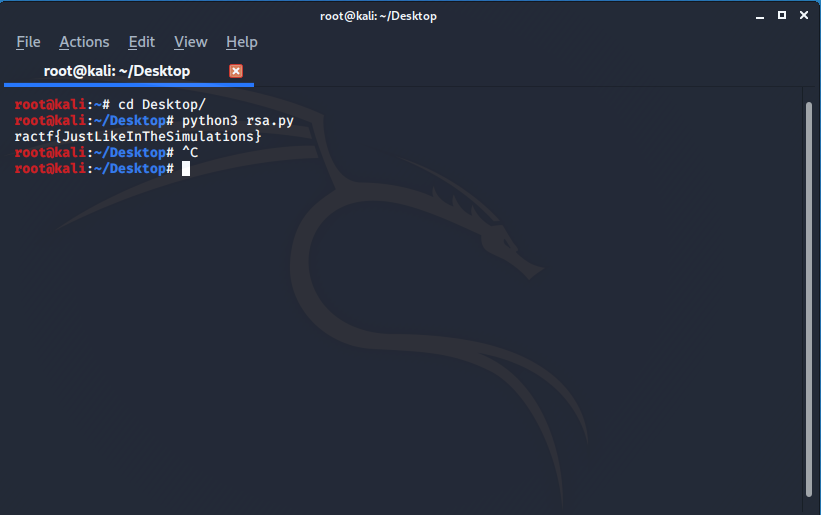 root@kali: ~/Desktop
File Actions Edit View Help
root@kali: ~/Desktop
root@kali:~# cd Desktop/
root@kali:~/Desktop# python3 rsa.py
ractf{JustLikeInTheSimulations}
root@kali:~/Desktop# ^C
root@kali:~/Desktop#